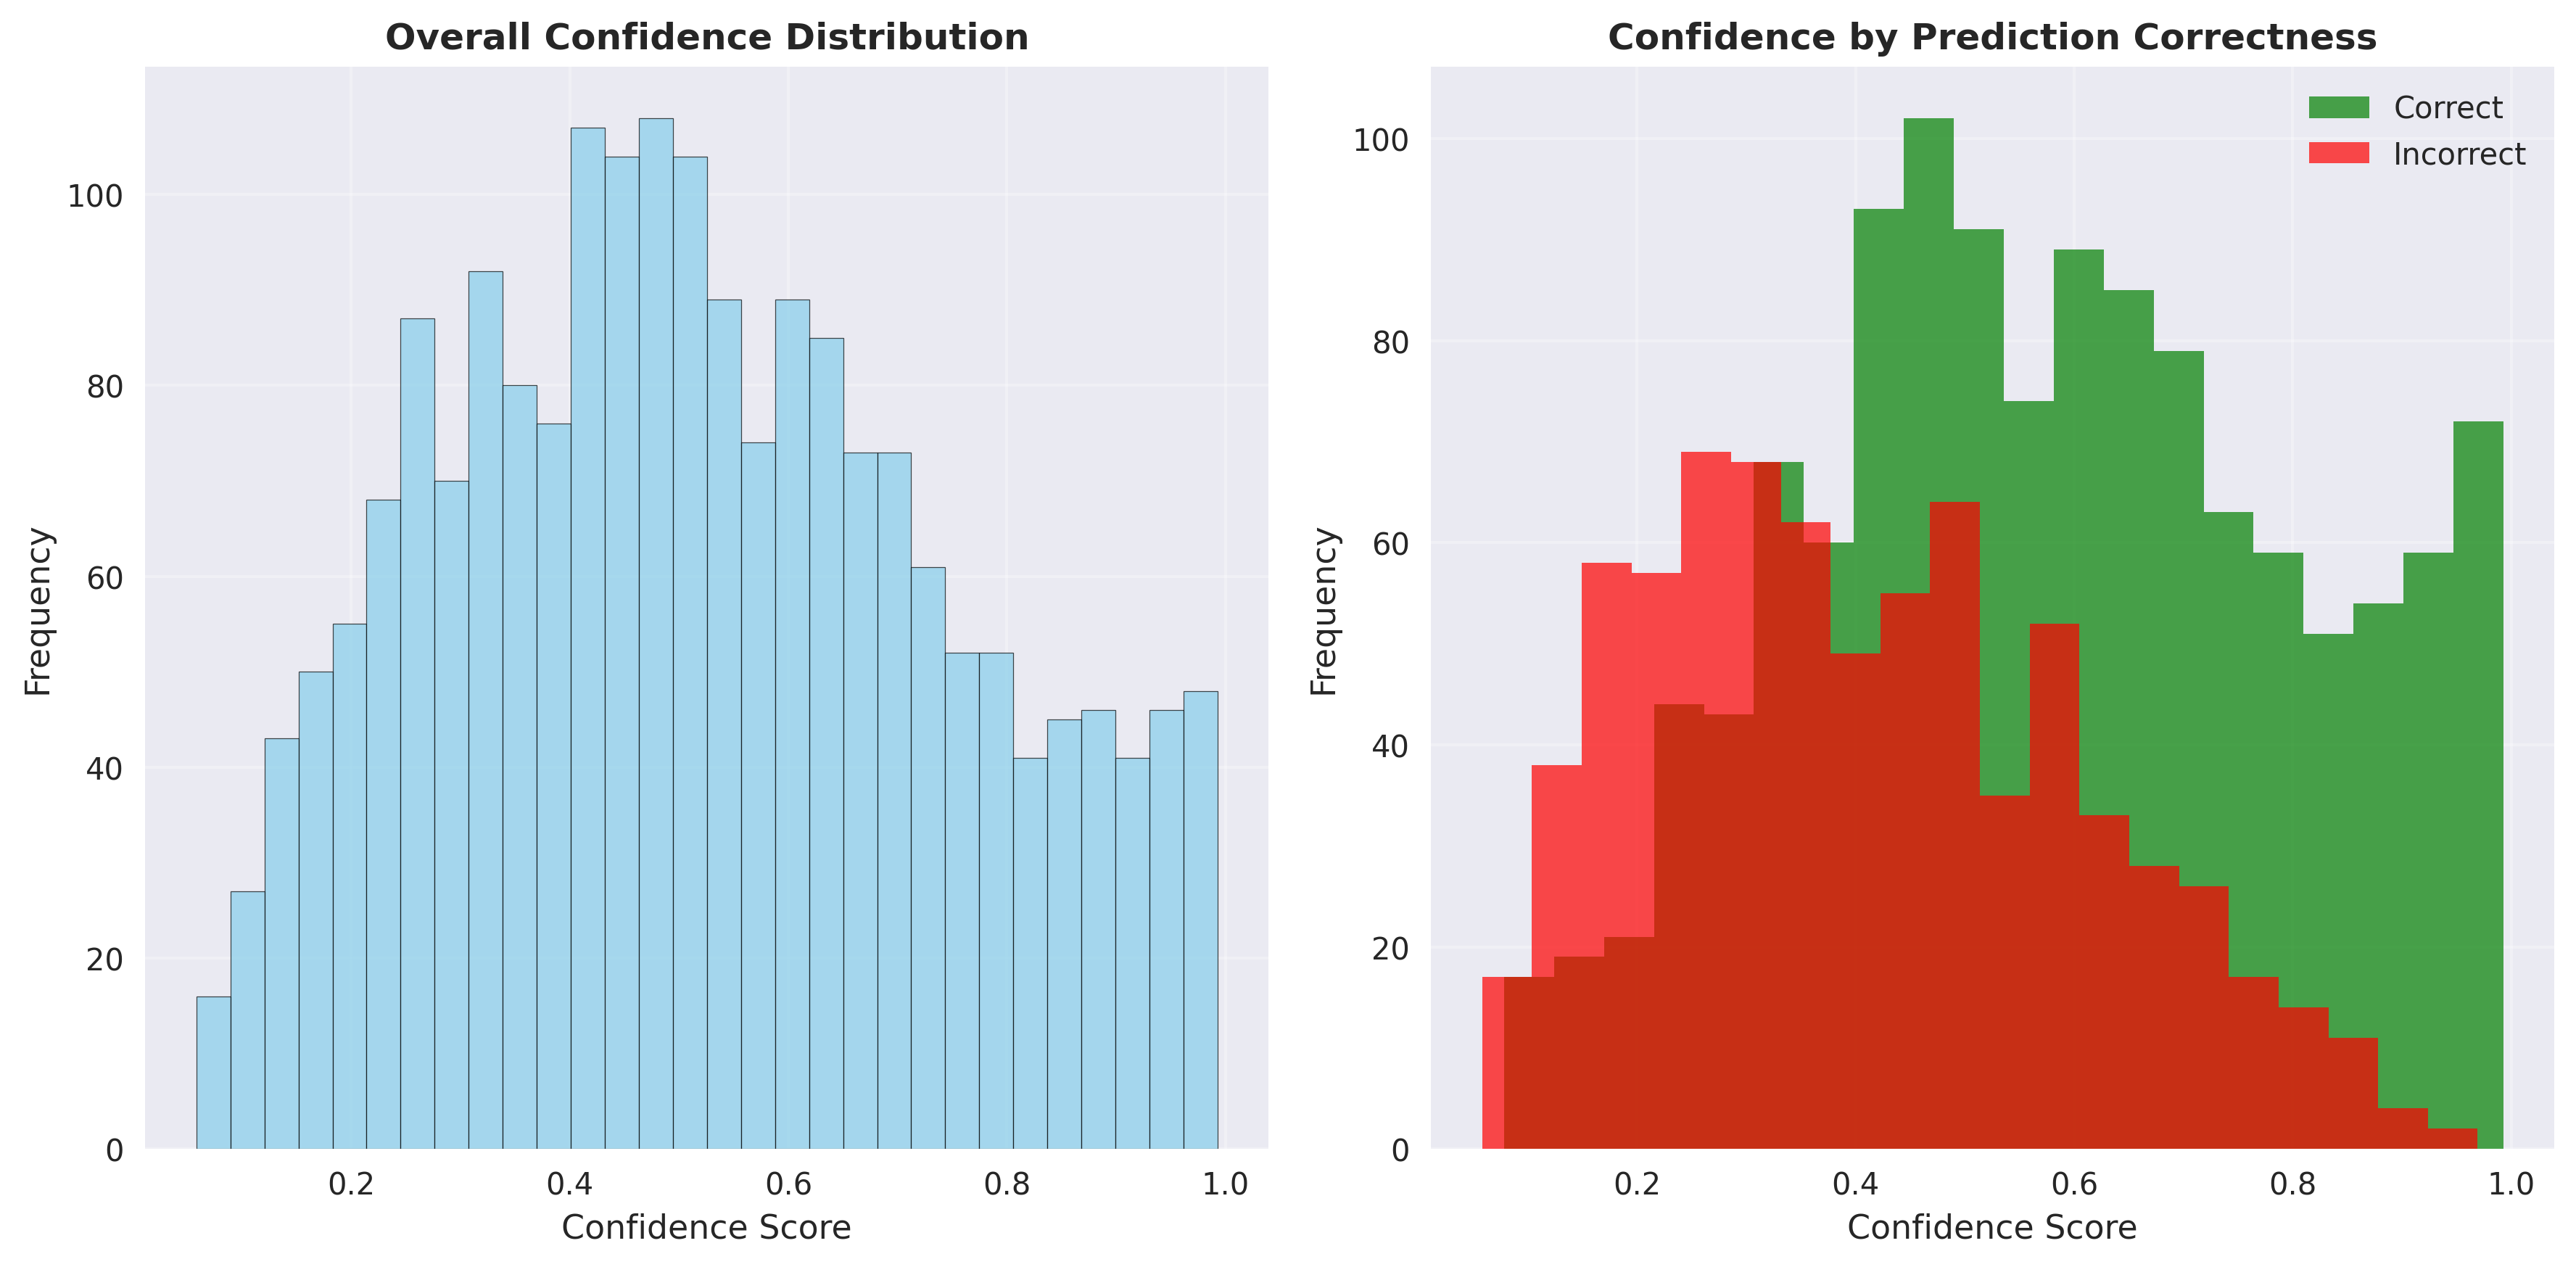 Overall Confidence Distribution
Frequency
100
80
60
40
20
0
0.2 0.4 0.6 0.8 1.0
Confidence Score
Confidence by Prediction Correctness
Correct
Incorrect
Frequency
100
80
60
40
20
0
0.2 0.4 0.6 0.8 1.0
Confidence Score